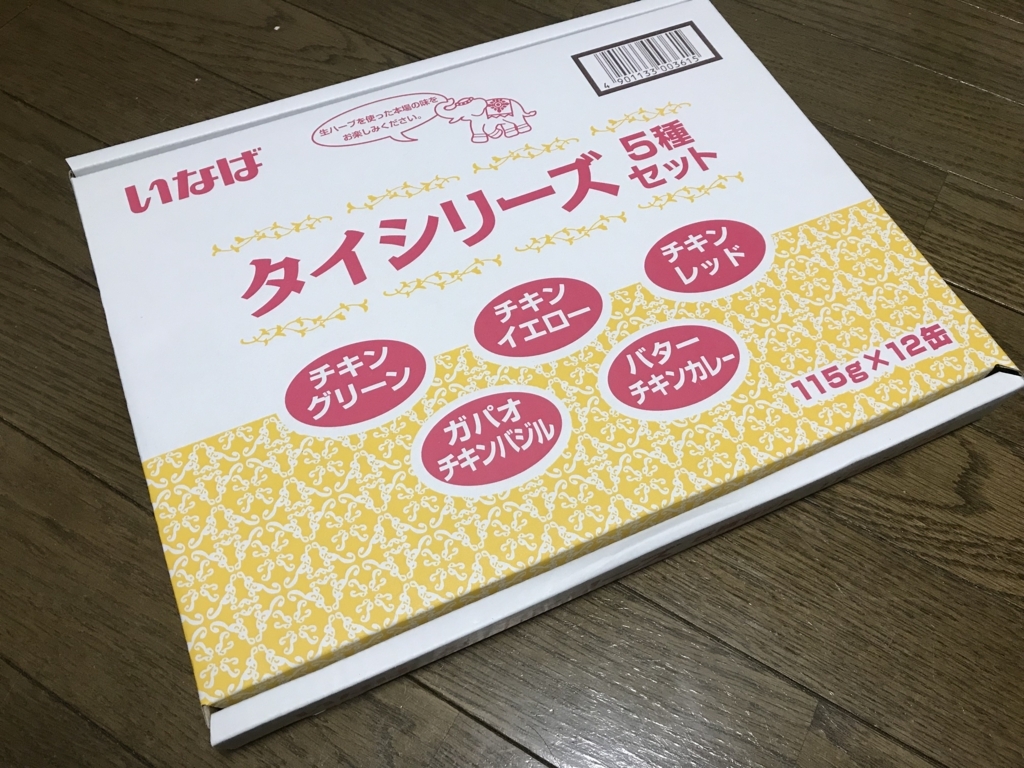 4 901133 003615
生ハーブを使った本場の味を
お楽しみください。
いなば
タイシリーズ
5種
セット
チキン
レッド
チキン
イエロー
チキン
グリーン
バター
チキンカレー
ガパオ
チキンバジル
115g×12缶